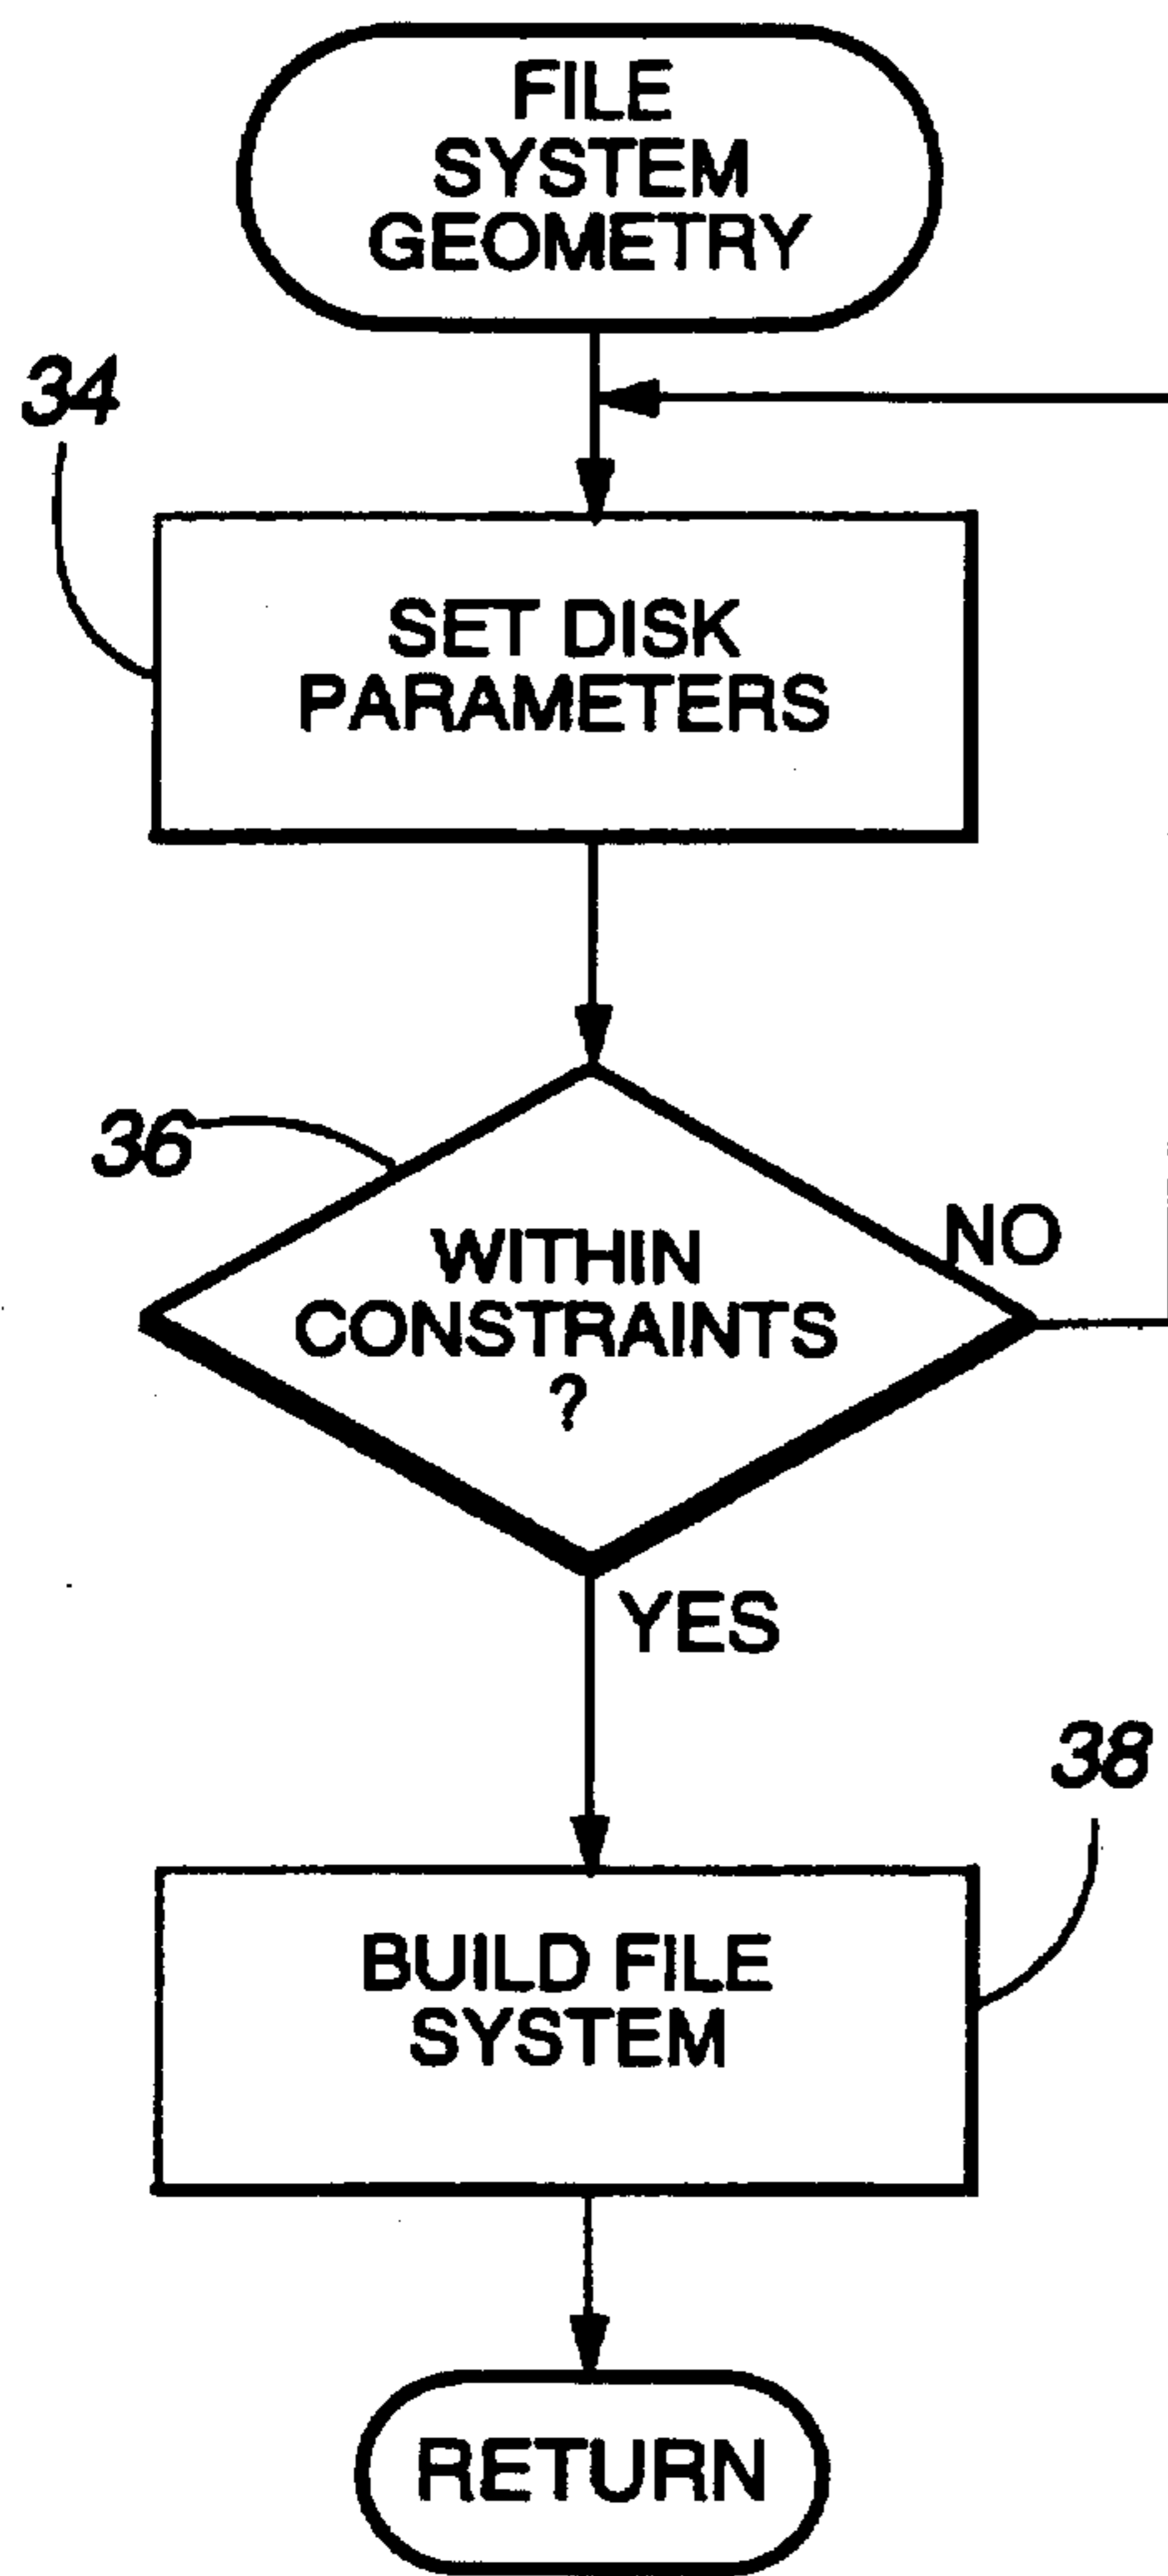 FILE
SYSTEM
GEOMETRY
34
SET DISK
PARAMETERS
36
WITHIN
CONSTRAINTS
?
NO
YES
38
BUILD FILE
SYSTEM
RETURN